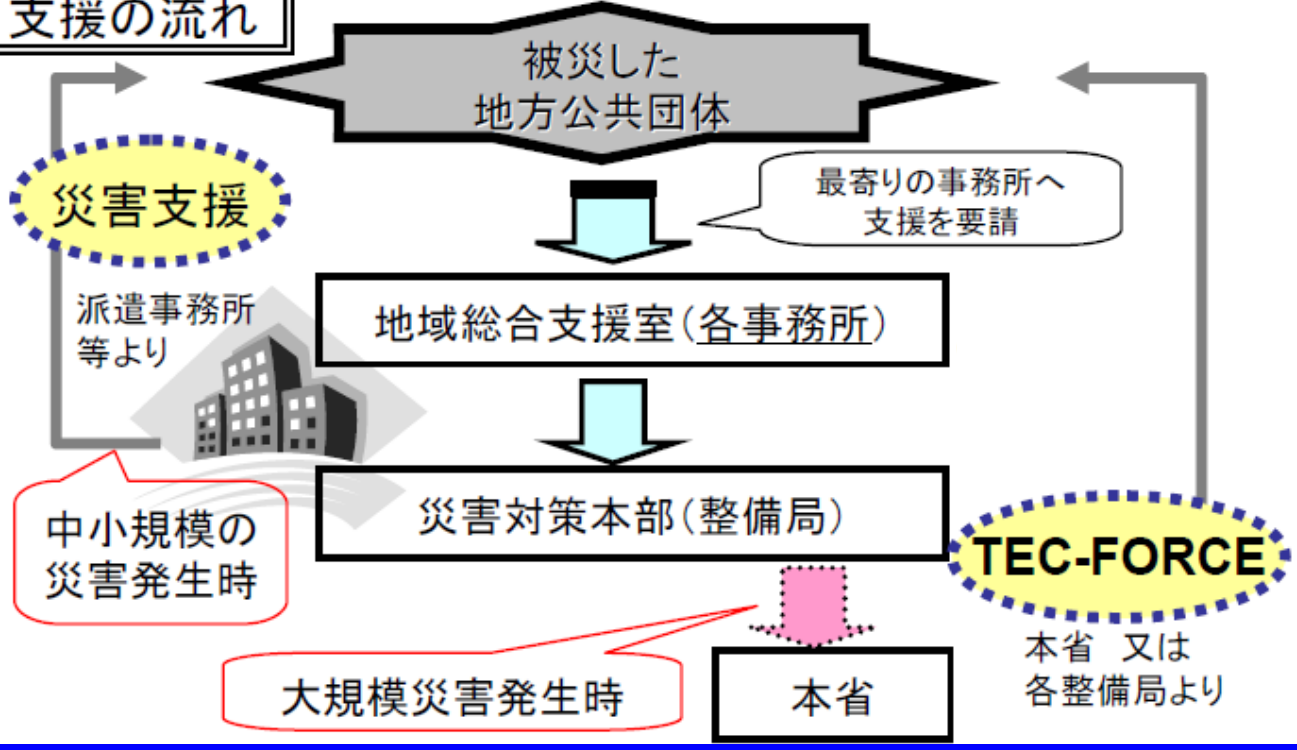 支援の流れ
被災した
地方公共団体
最寄りの事務所へ
支援を要請
災害支援
派遣事務所
等より
地域総合支援室(各事務所)
災害対策本部(整備局)
中小規模の
災害発生時
TEC-FORCE
本省 又は
各整備局より
大規模災害発生時
本省